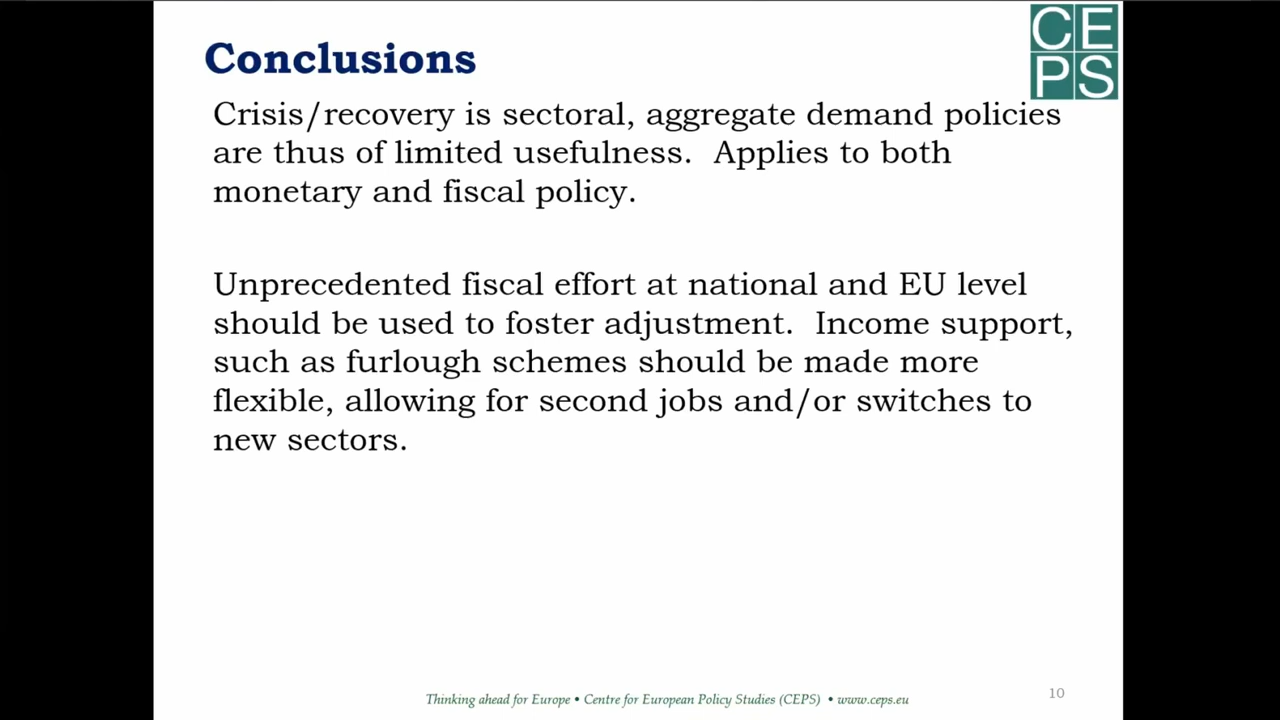 CE
PS
Conclusions
Crisis/recovery is sectoral, aggregate demand policies
are thus of limited usefulness.  Applies to both
monetary and fiscal policy.
Unprecedented fiscal effort at national and EU level
should be used to foster adjustment.  Income support,
such as furlough schemes should be made more
flexible, allowing for second jobs and/or switches to
new sectors.
Thinking ahead for Europe • Centre for European Policy Studies (CEPS) • www.ceps.eu
10